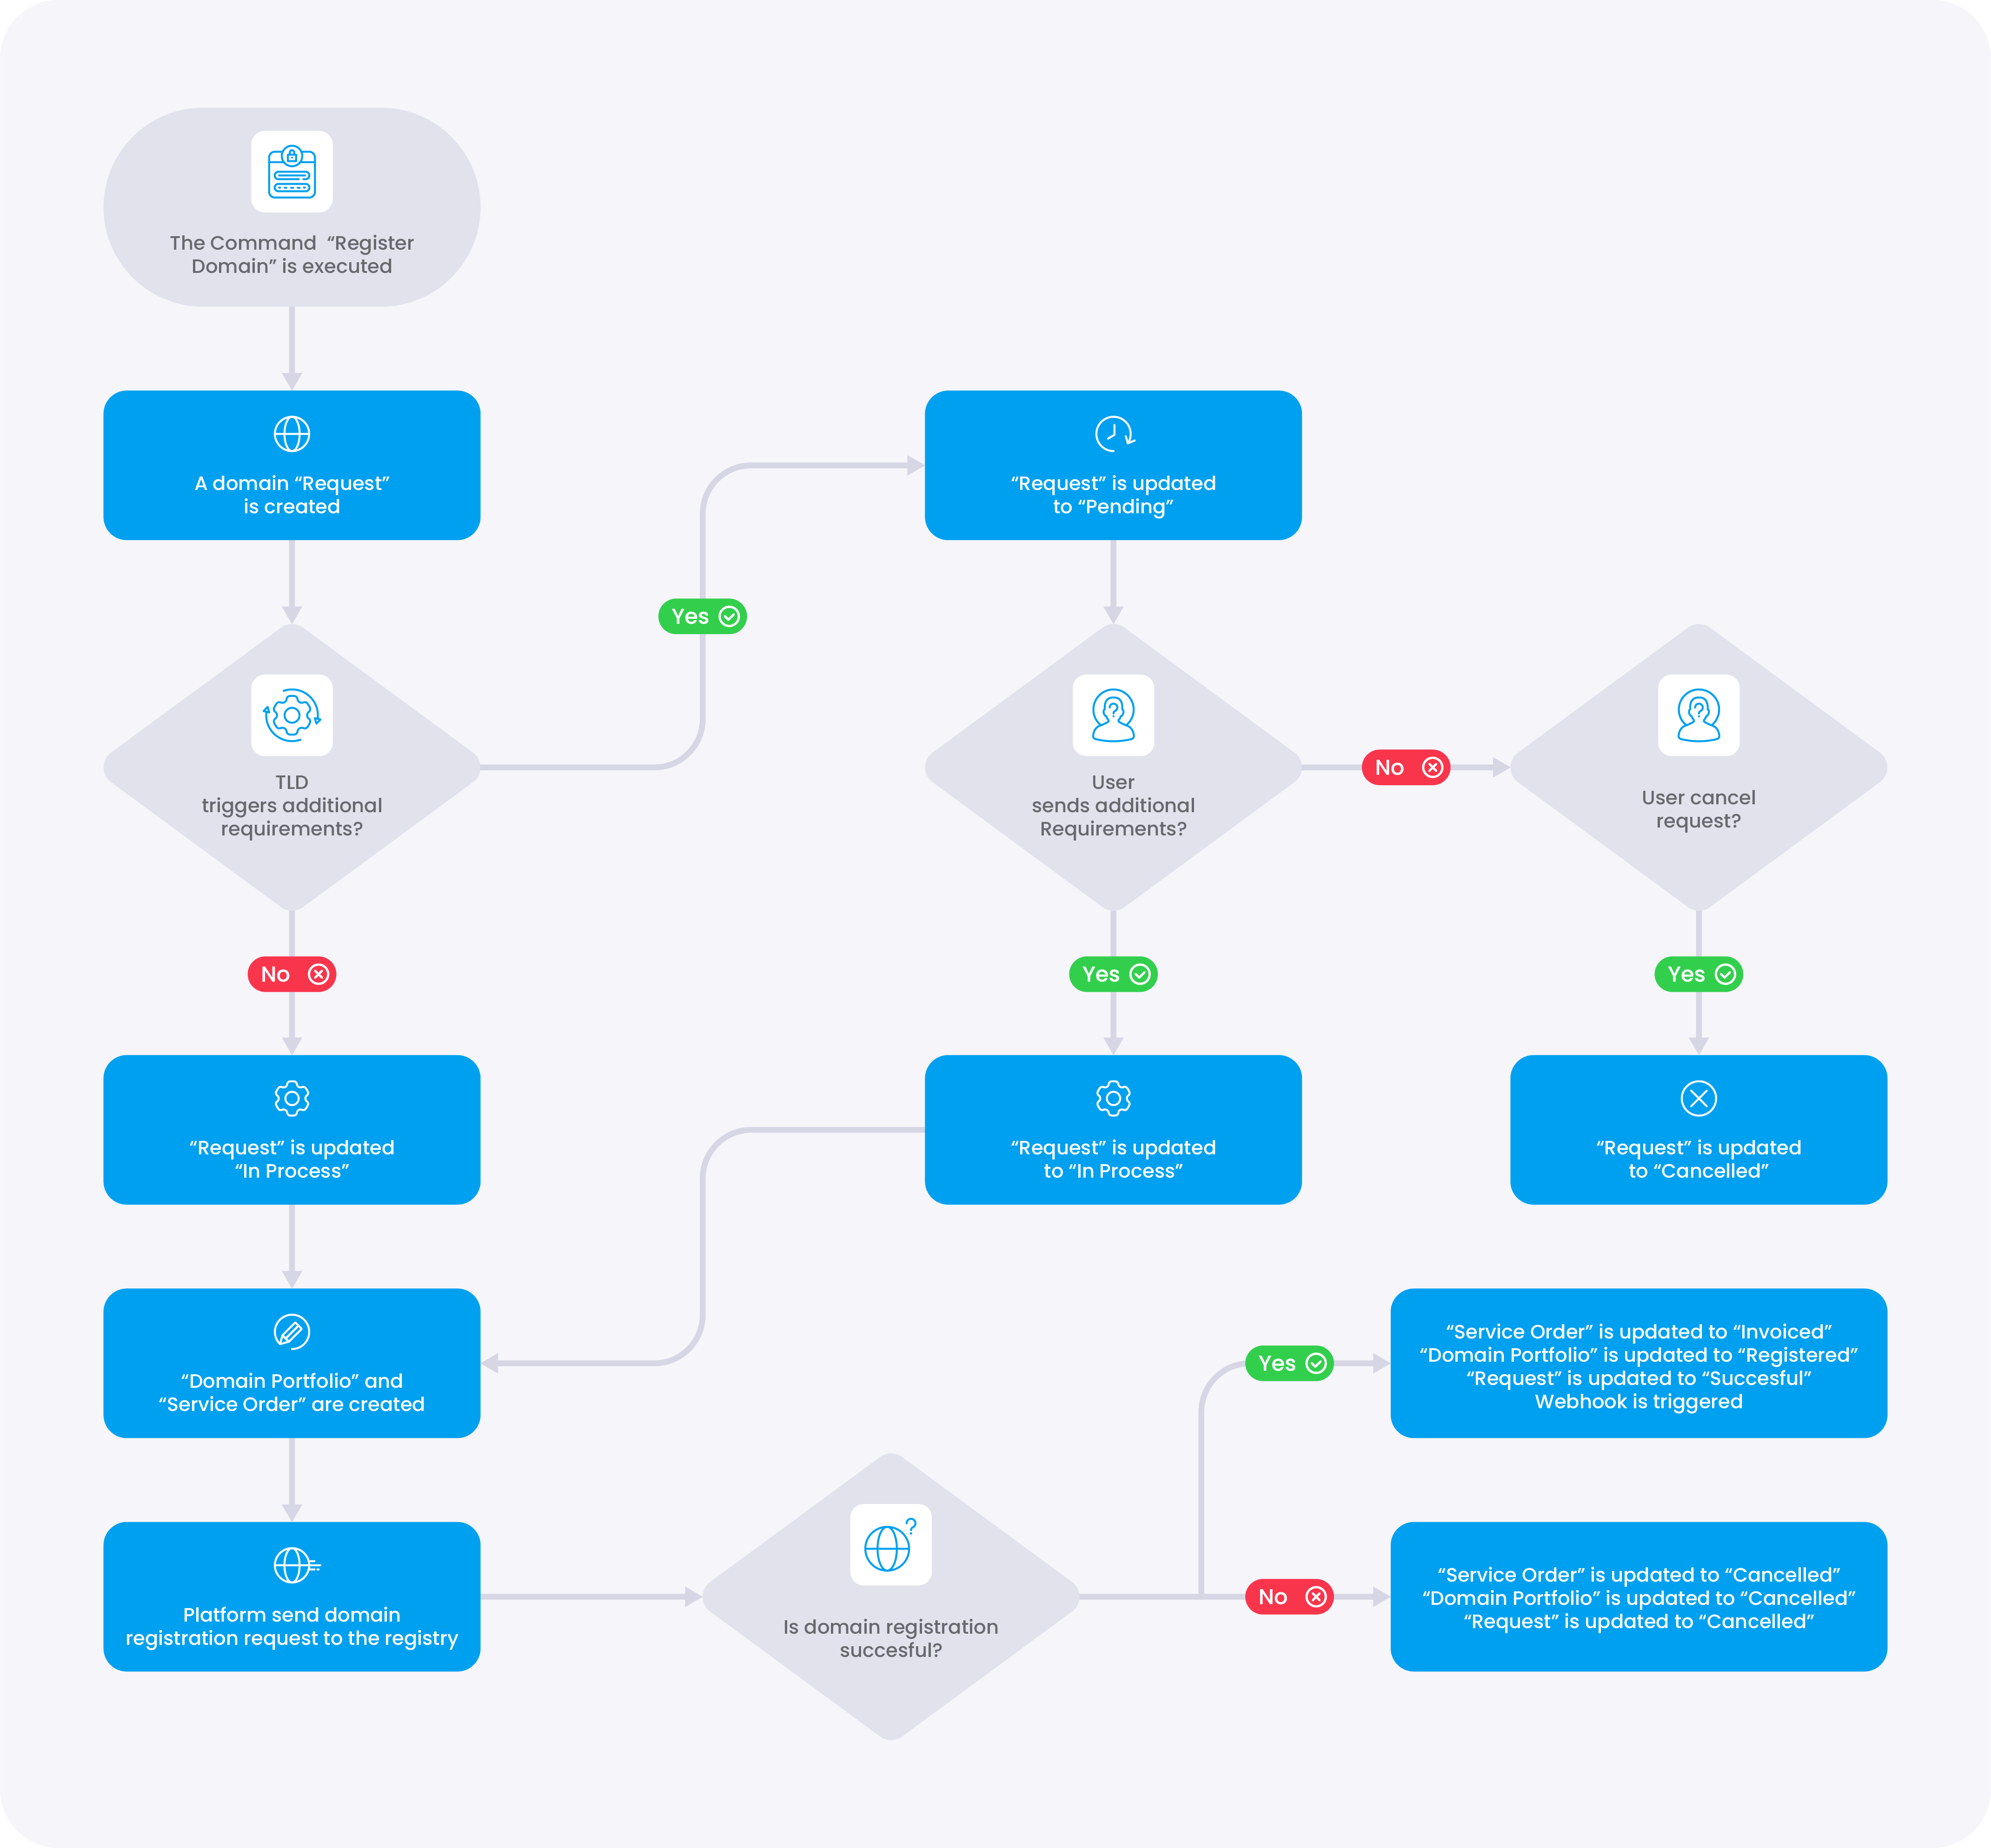 The Command “Register
Domain” is executed
A domain “Request”
is created
“Request” is updated
to “Pending”
Yes
TLD
triggers additional
requirements?
User
sends additional
Requirements?
No
User cancel
request?
No
Yes
Yes
“Request” is updated
“In Process”
“Request” is updated
to “In Process”
“Request” is updated
to “Cancelled”
“Domain Portfolio” and
“Service Order” are created
Yes
“Service Order” is updated to “Invoiced”
“Domain Portfolio” is updated to “Registered”
“Request” is updated to “Succesful”
Webhook is triggered
Platform send domain
registration request to the registry
Is domain registration
succesful?
No
“Service Order” is updated to “Cancelled”
“Domain Portfolio” is updated to “Cancelled”
“Request” is updated to “Cancelled”